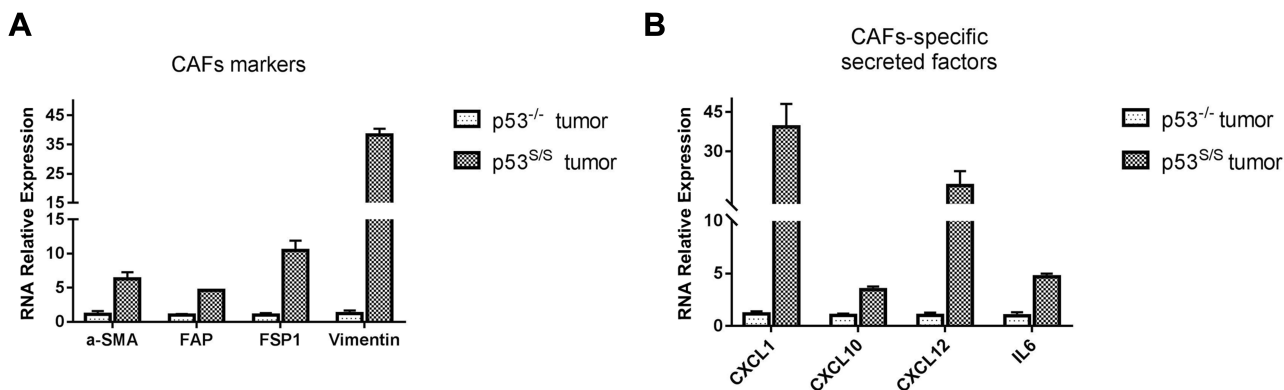 A
CAFs markers
RNA Relative Expression
45
35
25
15
15
10
5
0
a-SMA FAP FSP1 Vimentin
p53-/- tumor
p53S/S tumor
B
CAFs-specific
secreted factors
RNA Relative Expression
45
30
10
5
0
CXCL1 CXCL10 CXCL12 IL6
p53-/- tumor
p53S/S tumor